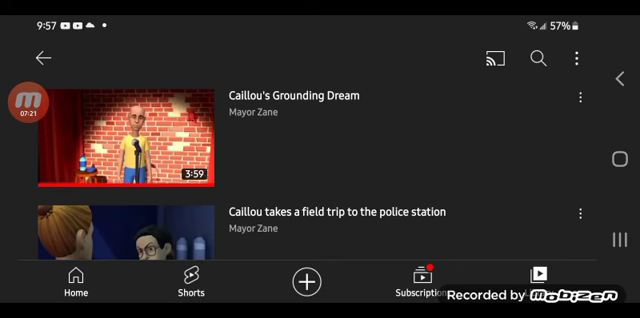 9:57
57%
M
07:21
Caillou's Grounding Dream
Mayor Zane
3:59
Caillou takes a field trip to the police station
Mayor Zane
Home
Shorts
Subscription
Recorded by MOBIZEN